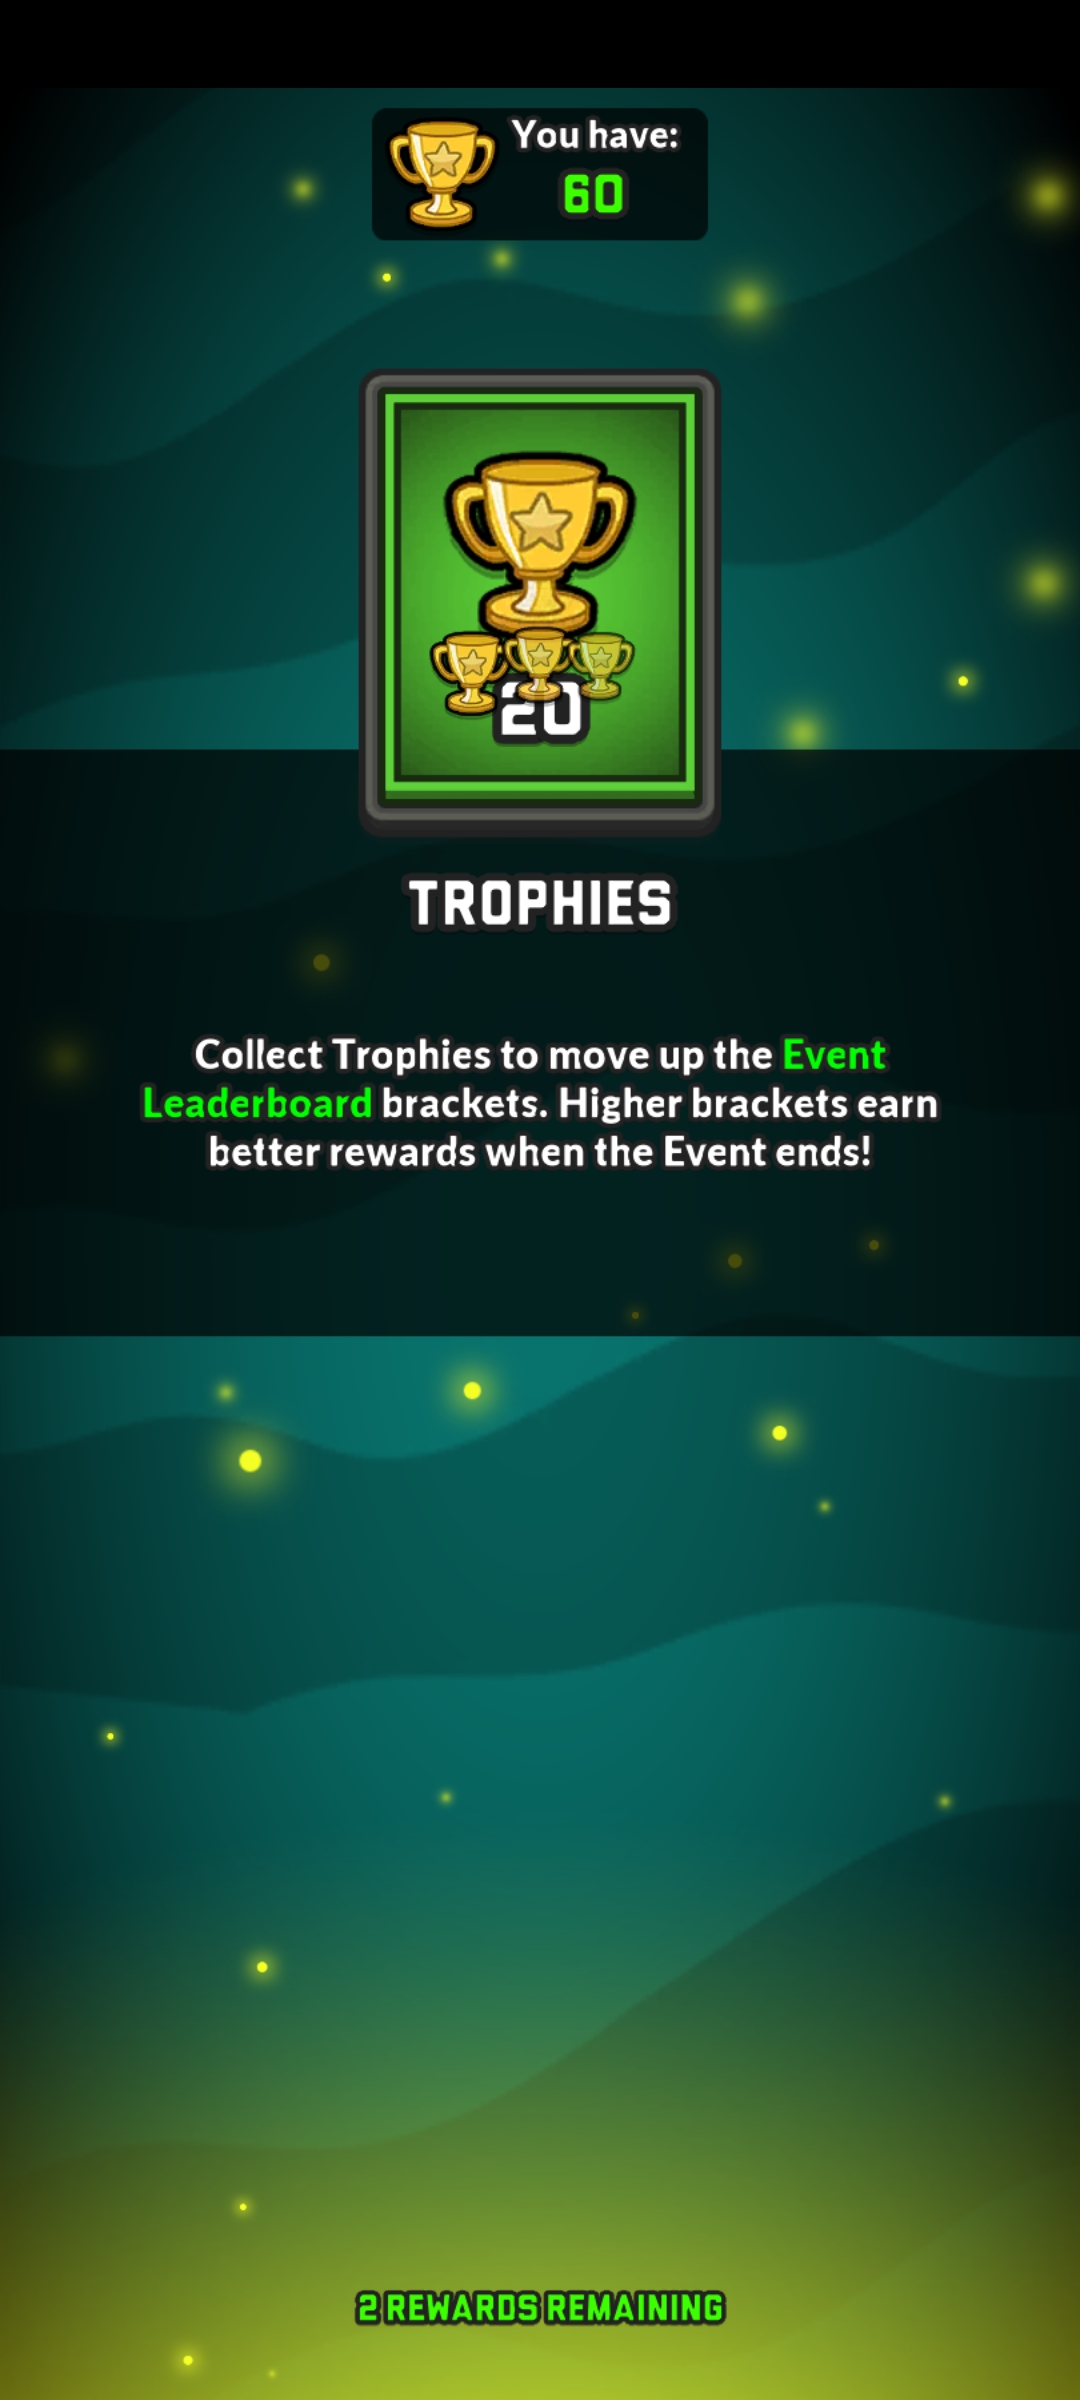 You have:
60
20
TROPHIES
Collect Trophies to move up the Event
Leaderboard brackets. Higher brackets earn
better rewards when the Event ends!
2 REWARDS REMAINING